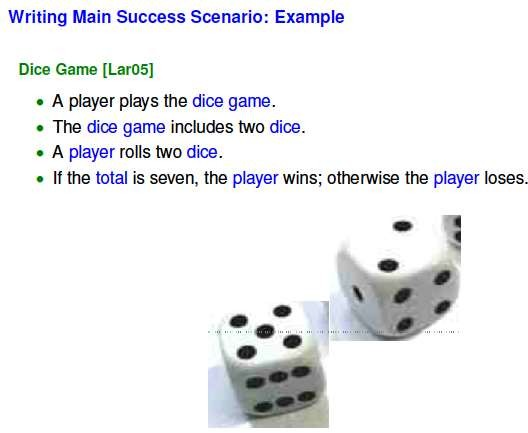 Writing Main Success Scenario: Example
Dice Game [Lar05]
• A player plays the dice game.
• The dice game includes two dice.
• A player rolls two dice.
• If the total is seven, the player wins; otherwise the player loses.